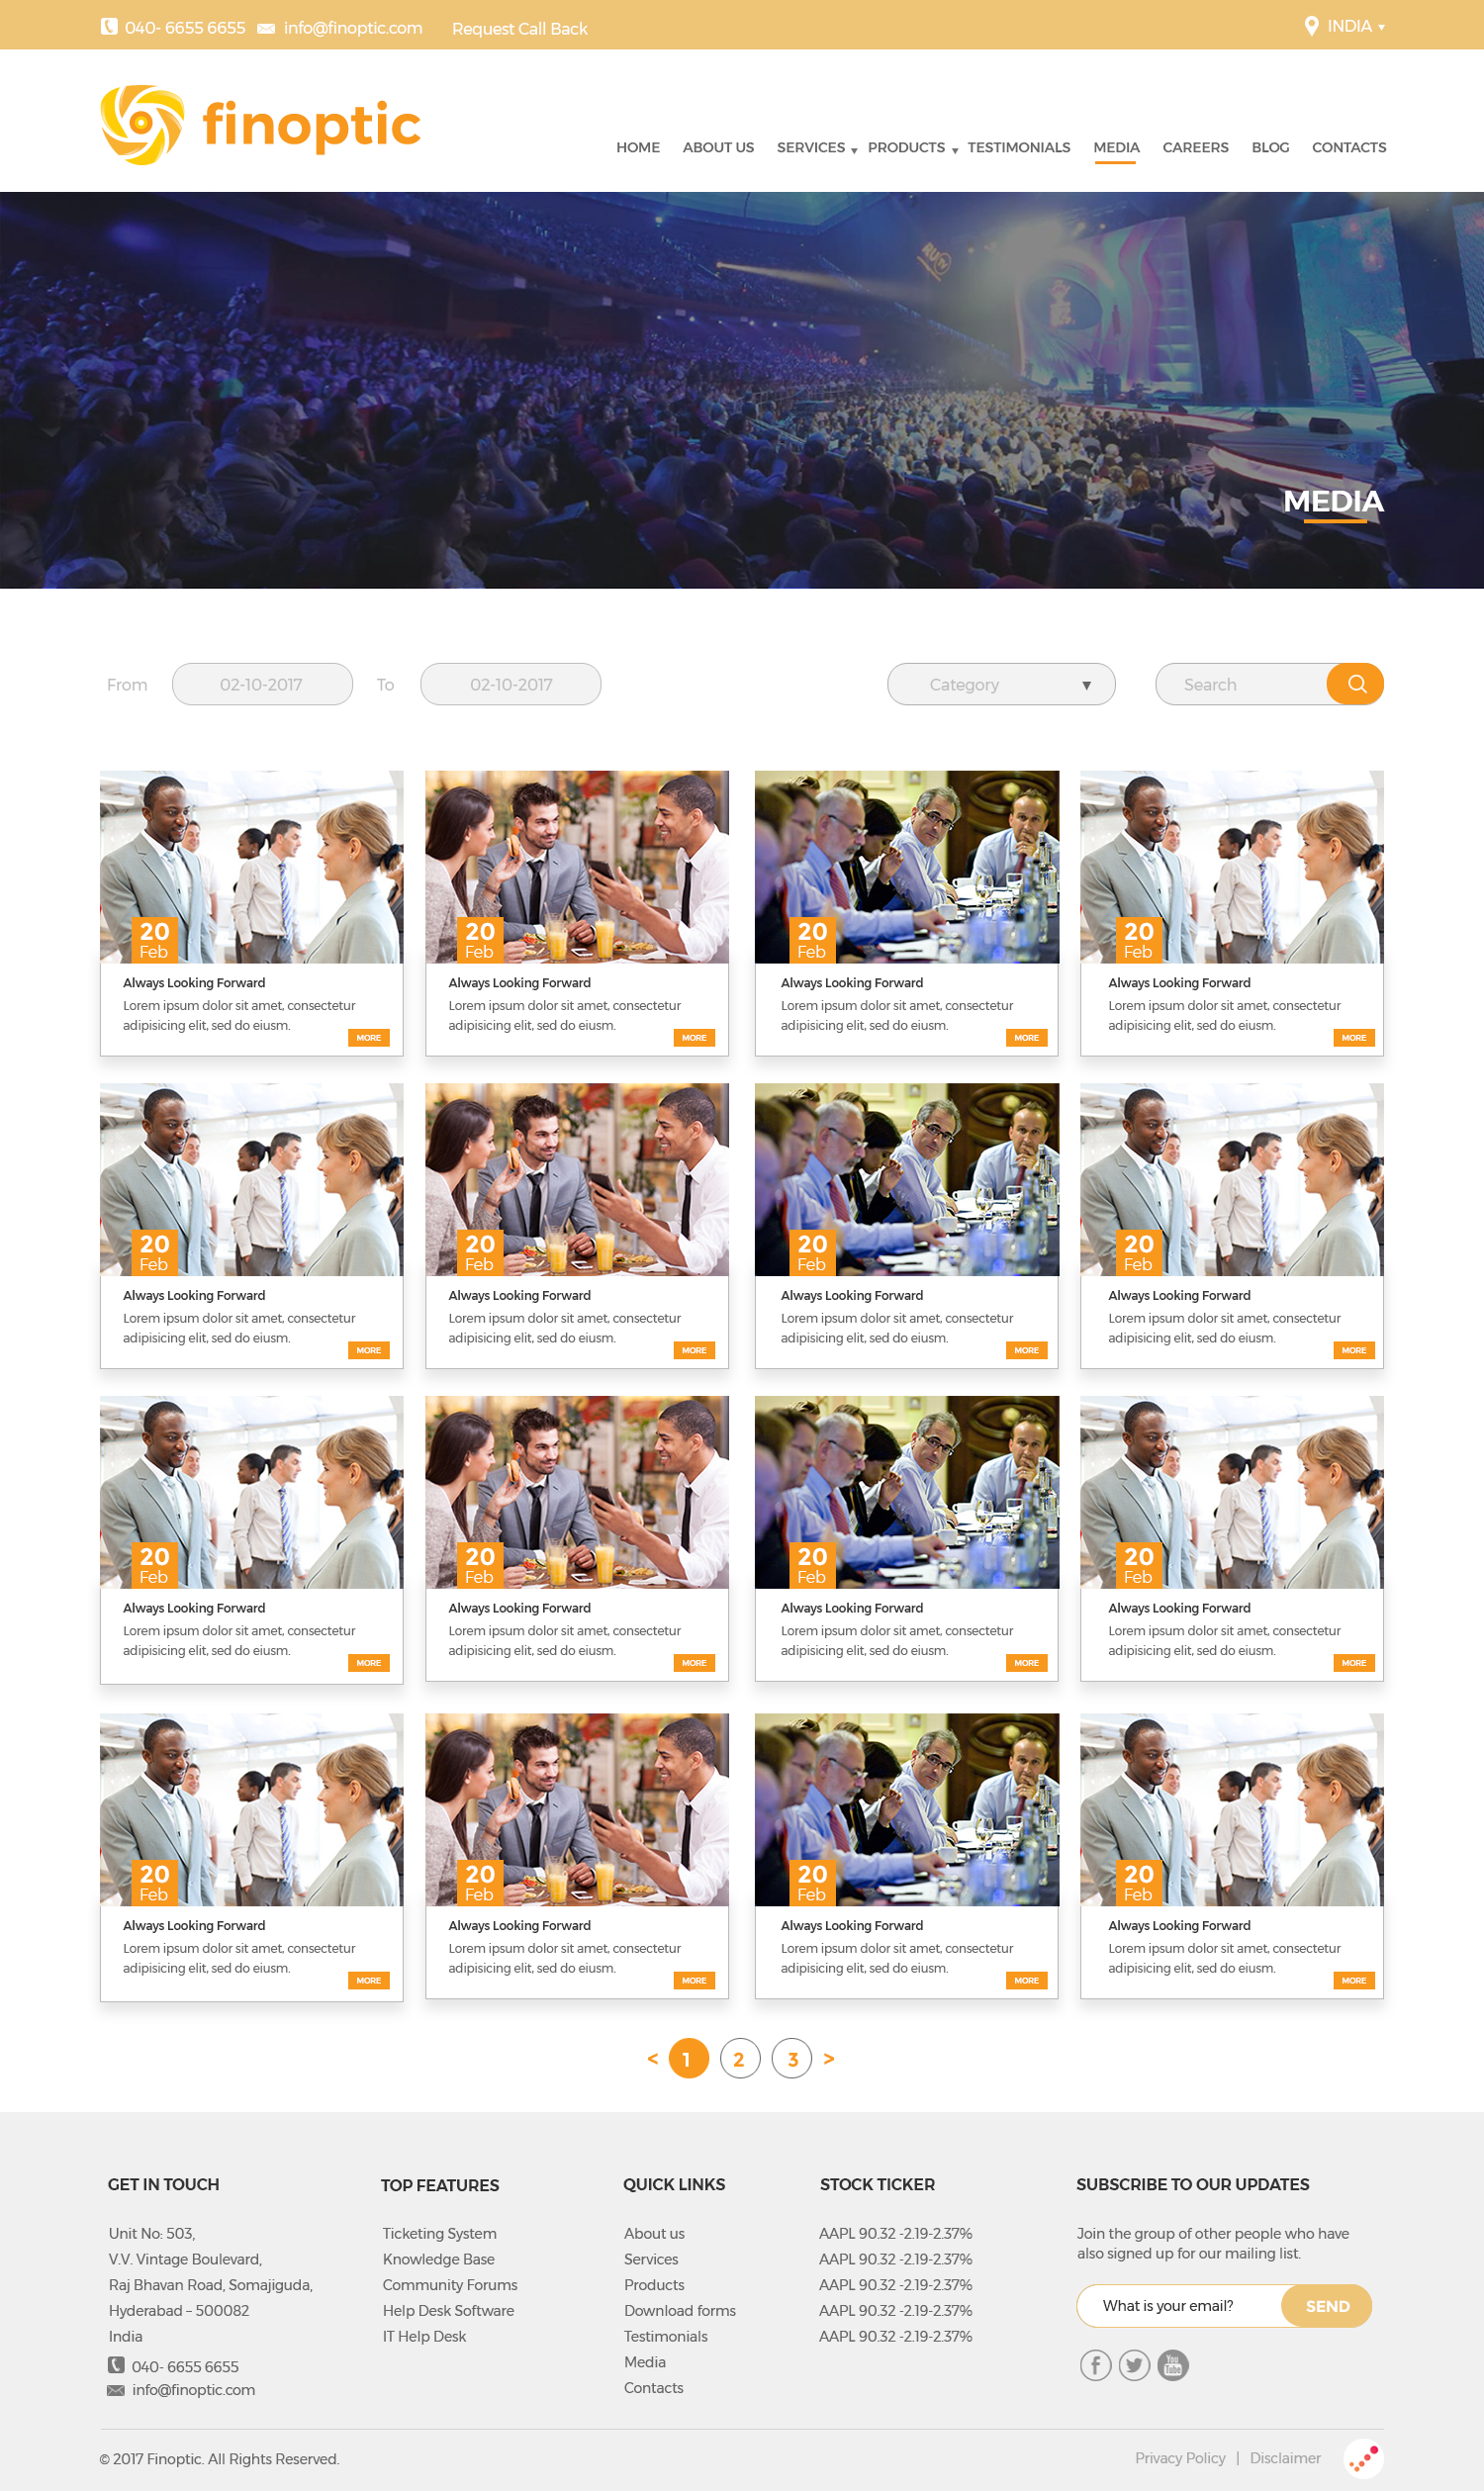 040- 6655 6655 info@finoptic.com Request Call Back INDIA
finoptic
HOME ABOUT US SERVICES PRODUCTS TESTIMONIALS MEDIA CAREERS BLOG CONTACTS
RU TV
MEDIA
From 02-10-2017 To 02-10-2017 Category Search
20 20 20 20
Feb Feb Feb Feb
Always Looking Forward Always Looking Forward Always Looking Forward Always Looking Forward
Lorem ipsum dolor sit amet, consectetur Lorem ipsum dolor sit amet, consectetur Lorem ipsum dolor sit amet, consectetur Lorem ipsum dolor sit amet, consectetur
adipisicing elit, sed do eiusm. adipisicing elit, sed do eiusm. adipisicing elit, sed do eiusm. adipisicing elit, sed do eiusm.
MORE MORE MORE MORE
20 20 20 20
Feb Feb Feb Feb
Always Looking Forward Always Looking Forward Always Looking Forward Always Looking Forward
Lorem ipsum dolor sit amet, consectetur Lorem ipsum dolor sit amet, consectetur Lorem ipsum dolor sit amet, consectetur Lorem ipsum dolor sit amet, consectetur
adipisicing elit, sed do eiusm. adipisicing elit, sed do eiusm. adipisicing elit, sed do eiusm. adipisicing elit, sed do eiusm.
MORE MORE MORE MORE
20 20 20 20
Feb Feb Feb Feb
Always Looking Forward Always Looking Forward Always Looking Forward Always Looking Forward
Lorem ipsum dolor sit amet, consectetur Lorem ipsum dolor sit amet, consectetur Lorem ipsum dolor sit amet, consectetur Lorem ipsum dolor sit amet, consectetur
adipisicing elit, sed do eiusm. adipisicing elit, sed do eiusm. adipisicing elit, sed do eiusm. adipisicing elit, sed do eiusm.
MORE MORE MORE MORE
20 20 20 20
Feb Feb Feb Feb
Always Looking Forward Always Looking Forward Always Looking Forward Always Looking Forward
Lorem ipsum dolor sit amet, consectetur Lorem ipsum dolor sit amet, consectetur Lorem ipsum dolor sit amet, consectetur Lorem ipsum dolor sit amet, consectetur
adipisicing elit, sed do eiusm. adipisicing elit, sed do eiusm. adipisicing elit, sed do eiusm. adipisicing elit, sed do eiusm.
MORE MORE MORE MORE
< 1 2 3 >
GET IN TOUCH
Unit No: 503,
V.V. Vintage Boulevard,
Raj Bhavan Road, Somajiguda,
Hyderabad – 500082
India
040- 6655 6655
info@finoptic.com
TOP FEATURES
Ticketing System
Knowledge Base
Community Forums
Help Desk Software
IT Help Desk
QUICK LINKS
About us
Services
Products
Download forms
Testimonials
Media
Contacts
STOCK TICKER
AAPL 90.32 -2.19-2.37%
AAPL 90.32 -2.19-2.37%
AAPL 90.32 -2.19-2.37%
AAPL 90.32 -2.19-2.37%
AAPL 90.32 -2.19-2.37%
SUBSCRIBE TO OUR UPDATES
Join the group of other people who have
also signed up for our mailing list.
What is your email? SEND
You
Tube
© 2017 Finoptic. All Rights Reserved. Privacy Policy | Disclaimer